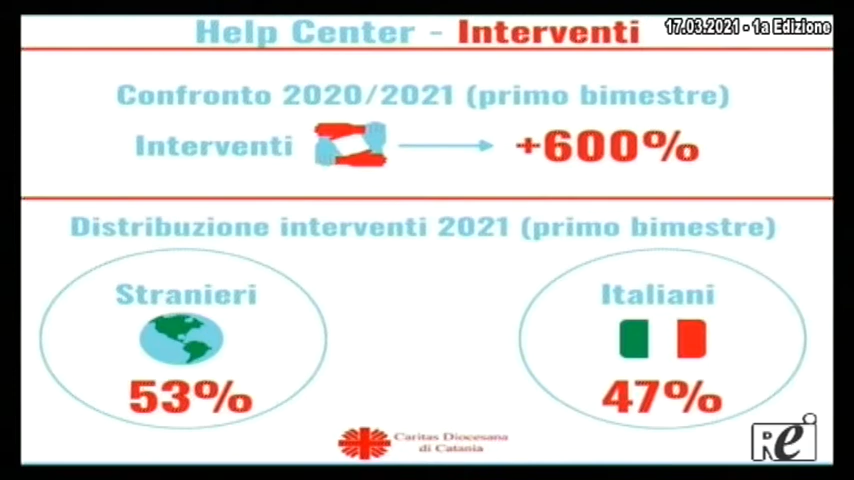 17.03.2021 - 1a Edizione
Help Center - Interventi
Confronto 2020/2021 (primo bimestre)
Interventi
+600%
Distribuzione interventi 2021 (primo bimestre)
Stranieri
53%
Italiani
47%
Caritas Diocesana
di Catania
REI